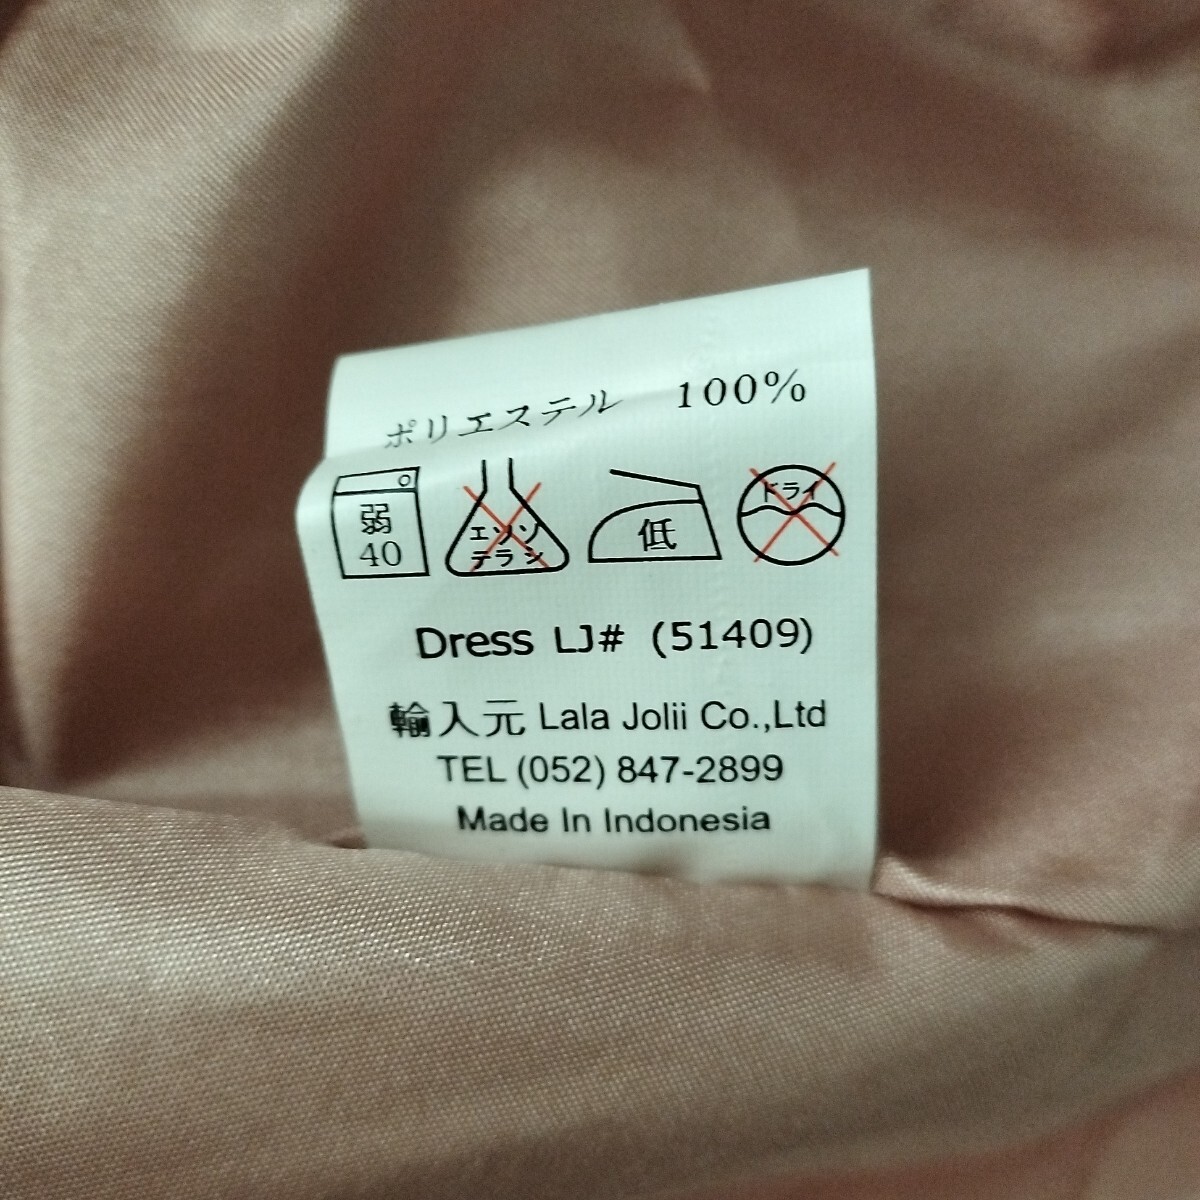 ポリエステル 100%
弱 エンソ 低 ドライ
40 テラシ
Dress LJ# (51409)
輸入元 Lala Jolii Co.,Ltd
TEL (052) 847-2899
Made In Indonesia